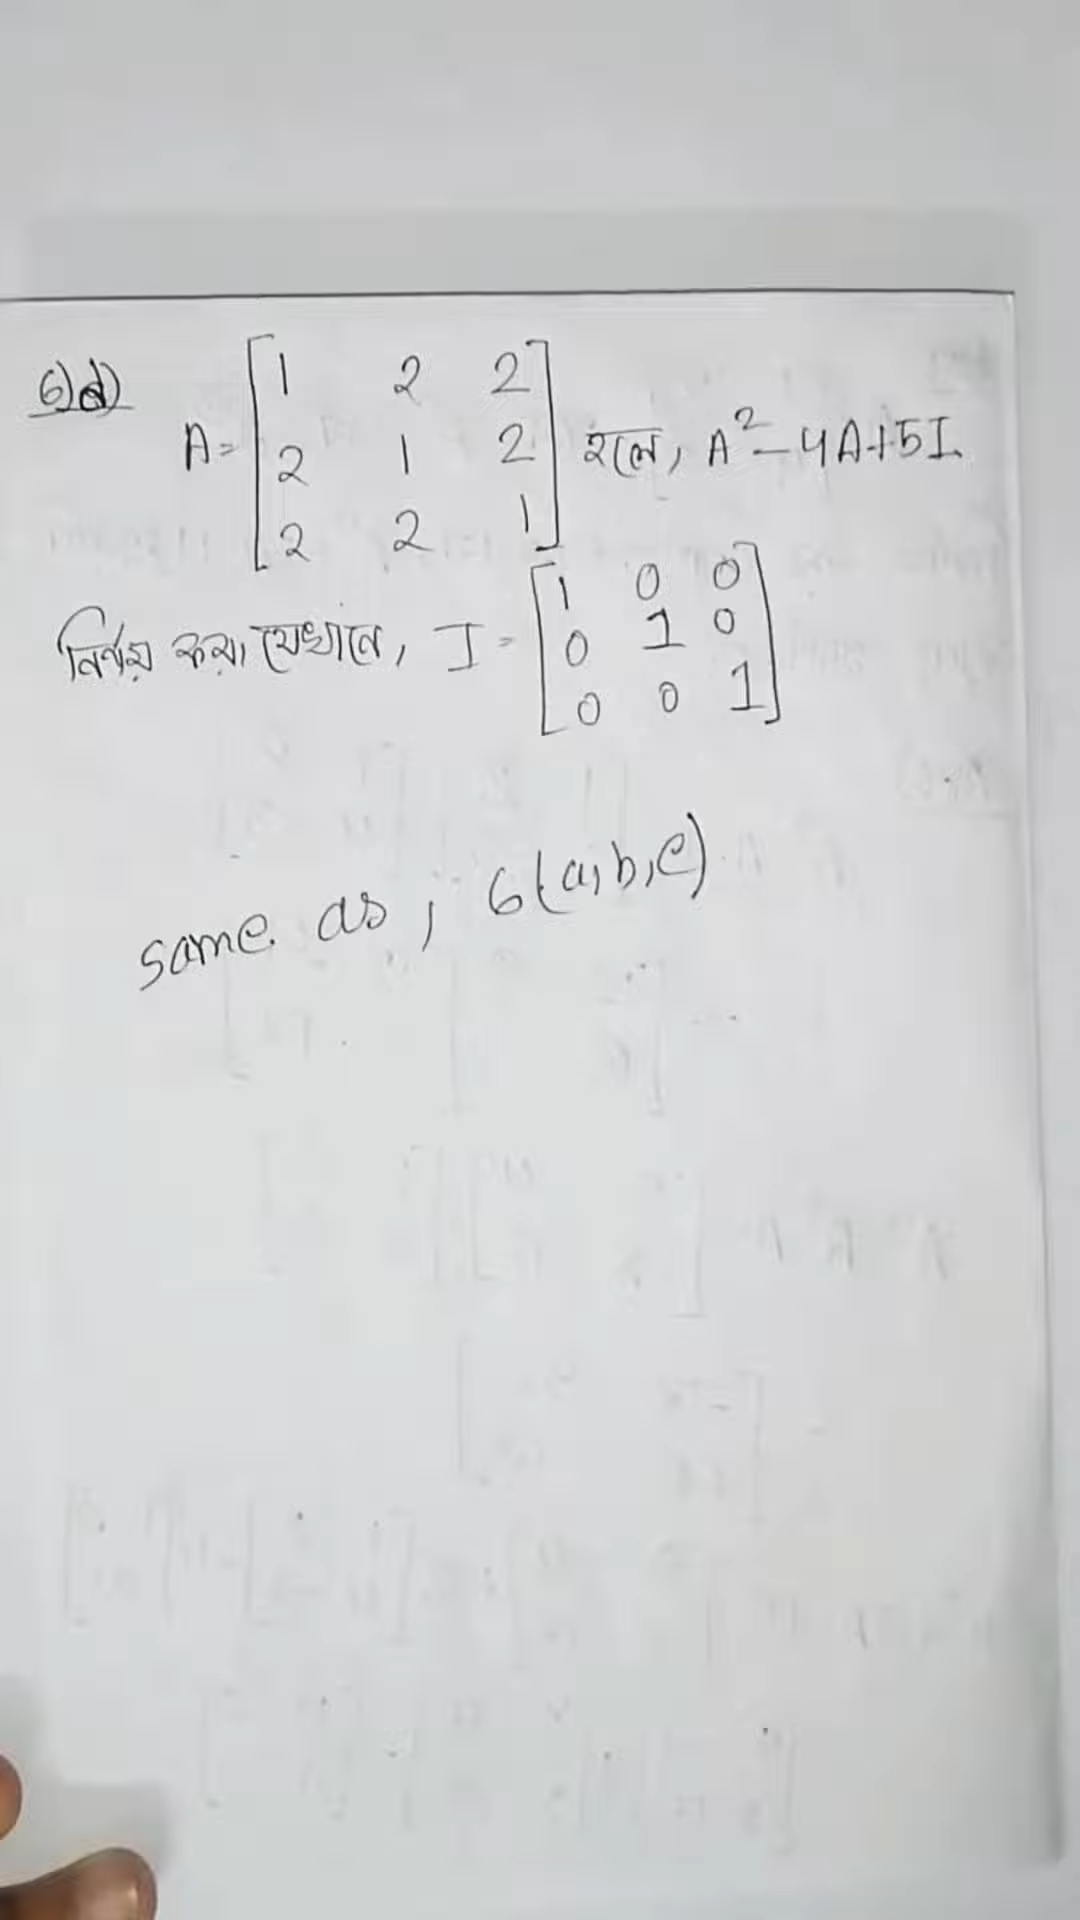 6)d)
A = [1 2 2
2 1 2
2 2 1] হলে, A² - 4A + 5I
নির্ণয় কর, যেখানে, I = [1 0 0
0 1 0
0 0 1]
same as, 6(a,b,c)